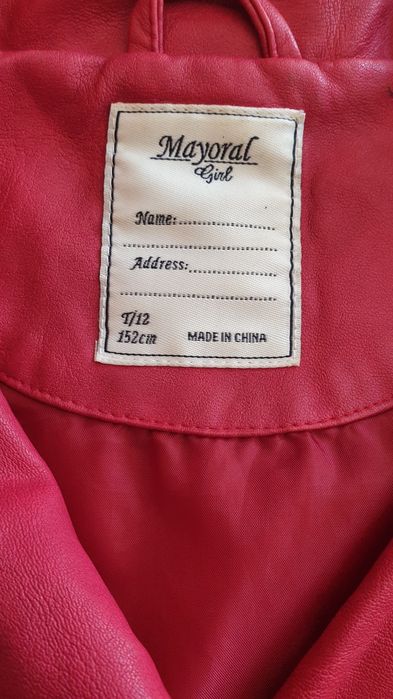 Mayoral
Girl
Name:
Address:
T/12
152cm MADE IN CHINA